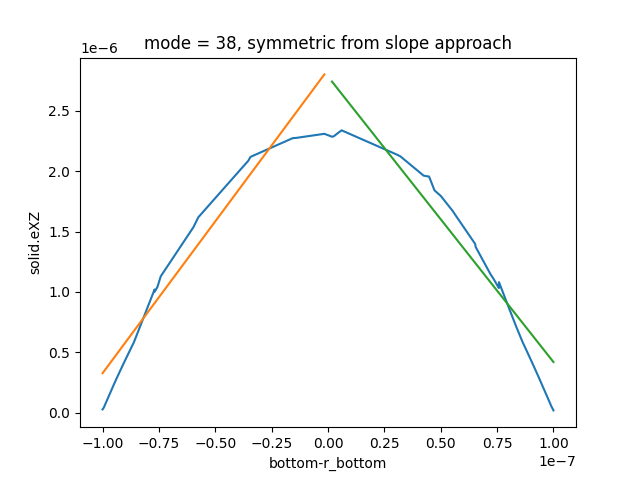 mode = 38, symmetric from slope approach
1e−6
2.5
2.0
1.5
1.0
0.5
0.0
solid.eXZ
−1.00 −0.75 −0.50 −0.25 0.00 0.25 0.50 0.75 1.00
bottom-r_bottom
1e−7